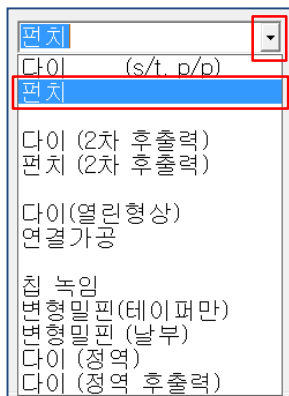 펀치
다이 (s/t, p/p)
펀치
다이 (2차 후출력)
펀치 (2차 후출력)
다이(열린형상)
연결가공
칩 녹임
변형밀핀(테이퍼만)
변형밀핀 (날부)
다이 (정역)
다이 (정역 후출력)